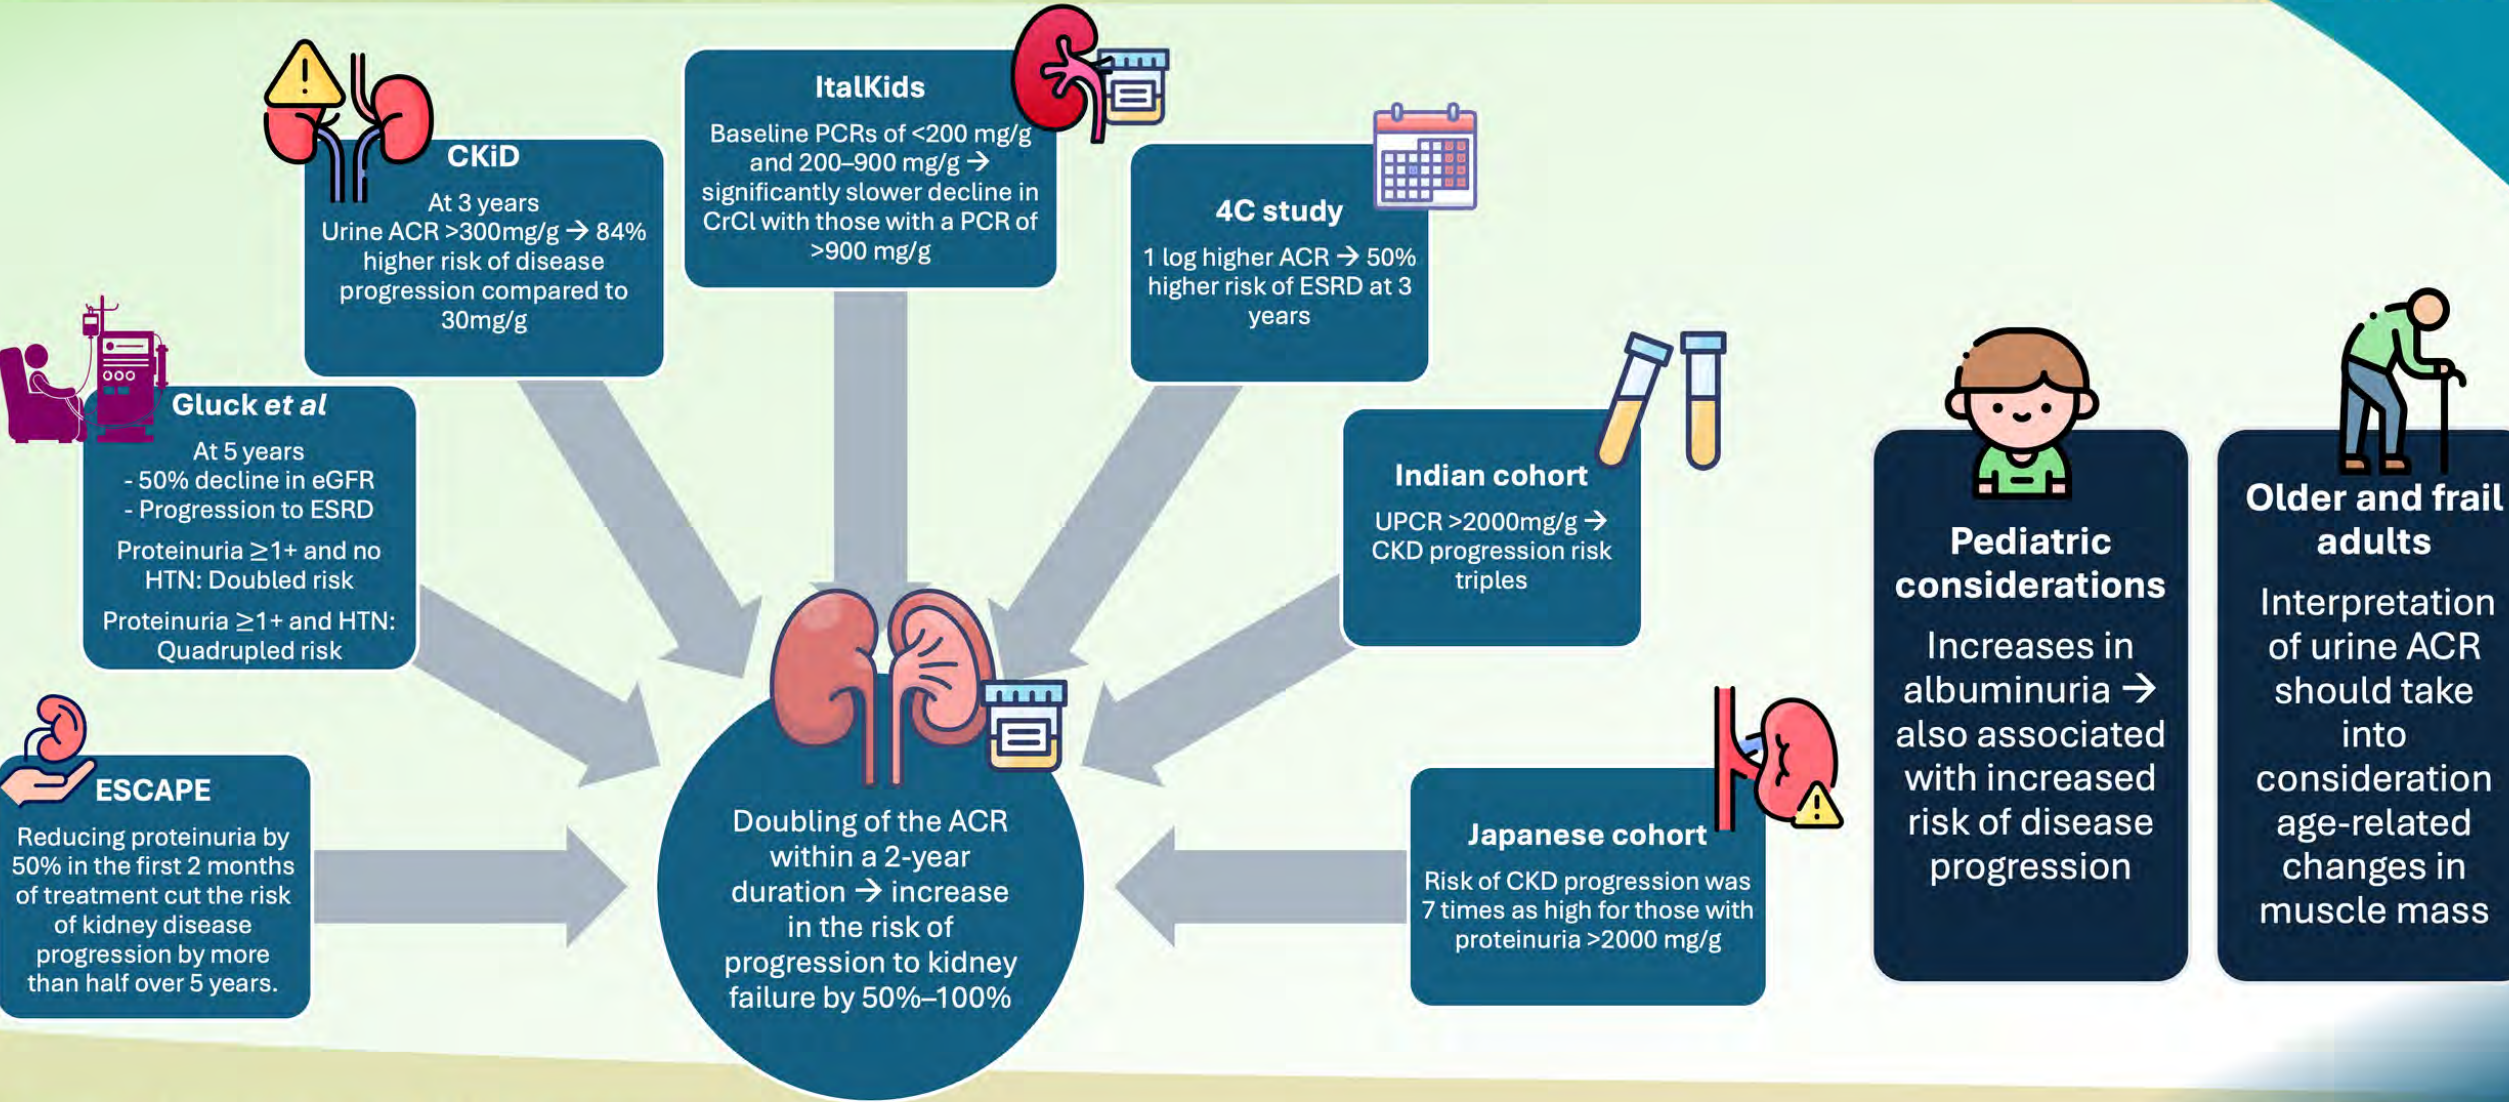 ESCAPE
Reducing proteinuria by
50% in the first 2 months
of treatment cut the risk
of kidney disease
progression by more
than half over 5 years.
Gluck et al
At 5 years
- 50% decline in eGFR
- Progression to ESRD
Proteinuria ≥1+ and no
HTN: Doubled risk
Proteinuria ≥1+ and HTN:
Quadrupled risk
CKiD
At 3 years
Urine ACR >300mg/g → 84%
higher risk of disease
progression compared to
30mg/g
ItalKids
Baseline PCRs of <200 mg/g
and 200–900 mg/g →
significantly slower decline in
CrCl with those with a PCR of
>900 mg/g
4C study
1 log higher ACR → 50%
higher risk of ESRD at 3
years
Indian cohort
UPCR >2000mg/g →
CKD progression risk
triples
Japanese cohort
Risk of CKD progression was
7 times as high for those with
proteinuria >2000 mg/g
Doubling of the ACR
within a 2-year
duration → increase
in the risk of
progression to kidney
failure by 50%–100%
Pediatric
considerations
Increases in
albuminuria →
also associated
with increased
risk of disease
progression
Older and frail
adults
Interpretation
of urine ACR
should take
into
consideration
age-related
changes in
muscle mass